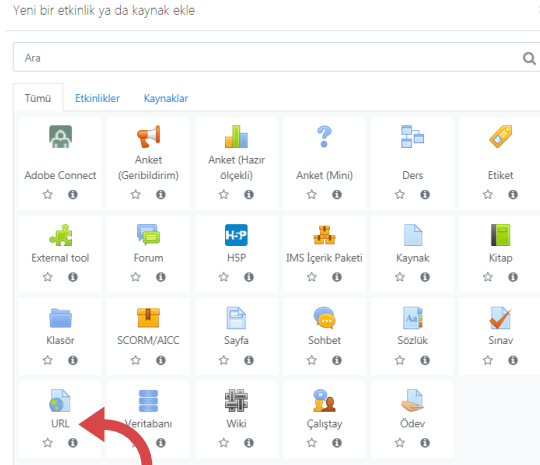 Yeni bir etkinlik ya da kaynak ekle
Ara
Tümü Etkinlikler Kaynaklar
Adobe Connect
Anket
(Geribildirim)
Anket (Hazır
ölçekli)
Anket (Mini)
Ders
Etiket
External tool
Forum
H5P
H-P
IMS İçerik Paketi
Kaynak
Kitap
Klasör
SCORM/AICC
Sayfa
Sohbet
Aa
Sözlük
Sınav
URL
Veritabanı
Wiki
Çalıştay
Ödev